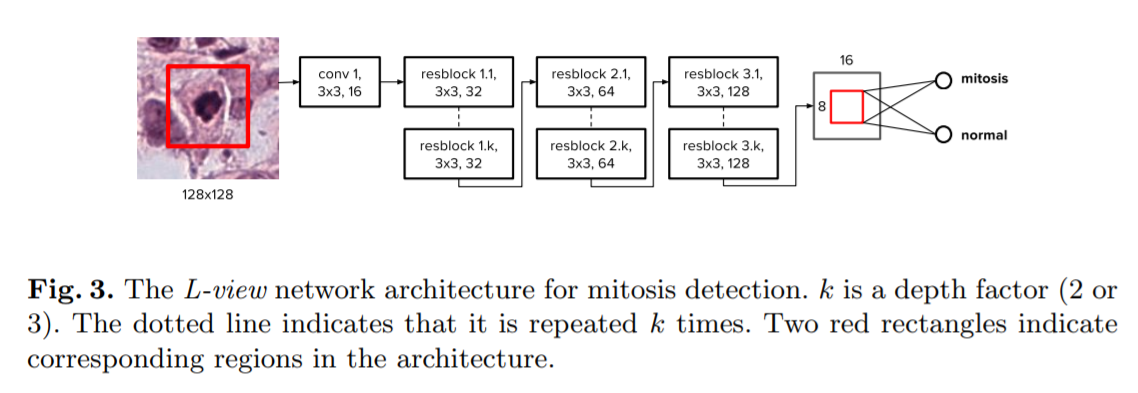 128x128
conv 1,
3x3, 16
resblock 1.1,
3x3, 32
resblock 1.k,
3x3, 32
resblock 2.1,
3x3, 64
resblock 2.k,
3x3, 64
resblock 3.1,
3x3, 128
resblock 3.k,
3x3, 128
16
8
mitosis
normal
Fig. 3. The L-view network architecture for mitosis detection. k is a depth factor (2 or
3). The dotted line indicates that it is repeated k times. Two red rectangles indicate
corresponding regions in the architecture.